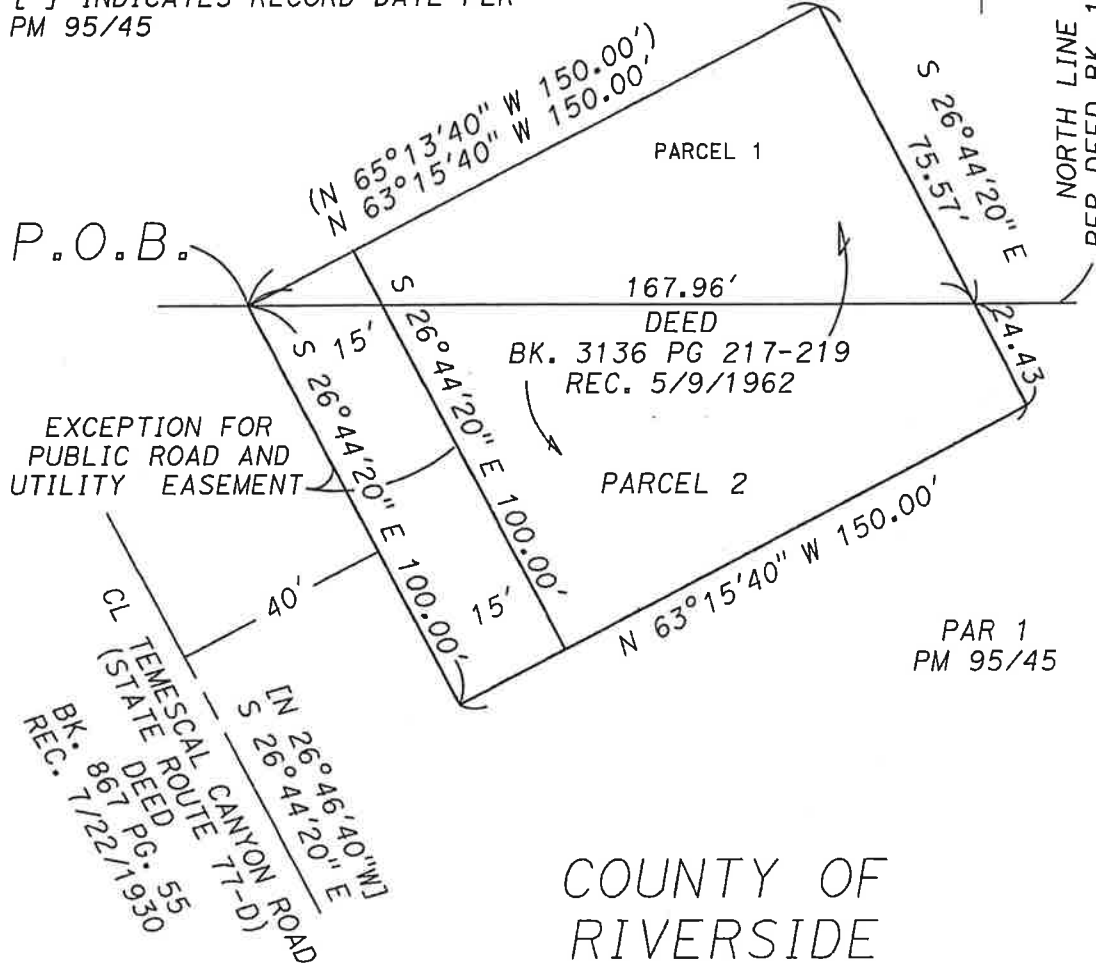 [ ] INDICATES RECORD DATE PER
PM 95/45
(N 65°13'40" W 150.00')
N 63°15'40" W 150.00'
PARCEL 1
S 26°44'20" E
75.57'
NORTH LINE
PER DEED BK. 1
P.O.B.
167.96'
DEED
BK. 3136 PG 217-219
REC. 5/9/1962
24.43
15'
S 26°44'20" E 100.00'
S 26°44'20" E 100.00'
EXCEPTION FOR
PUBLIC ROAD AND
UTILITY EASEMENT
PARCEL 2
40'
15'
N 63°15'40" W 150.00'
PAR 1
PM 95/45
[N 26°46'40"W]
S 26°44'20" E
CL TEMESCAL CANYON ROAD
(STATE ROUTE 77-D)
DEED
BK. 867 PG. 55
REC. 7/22/1930
COUNTY OF
RIVERSIDE